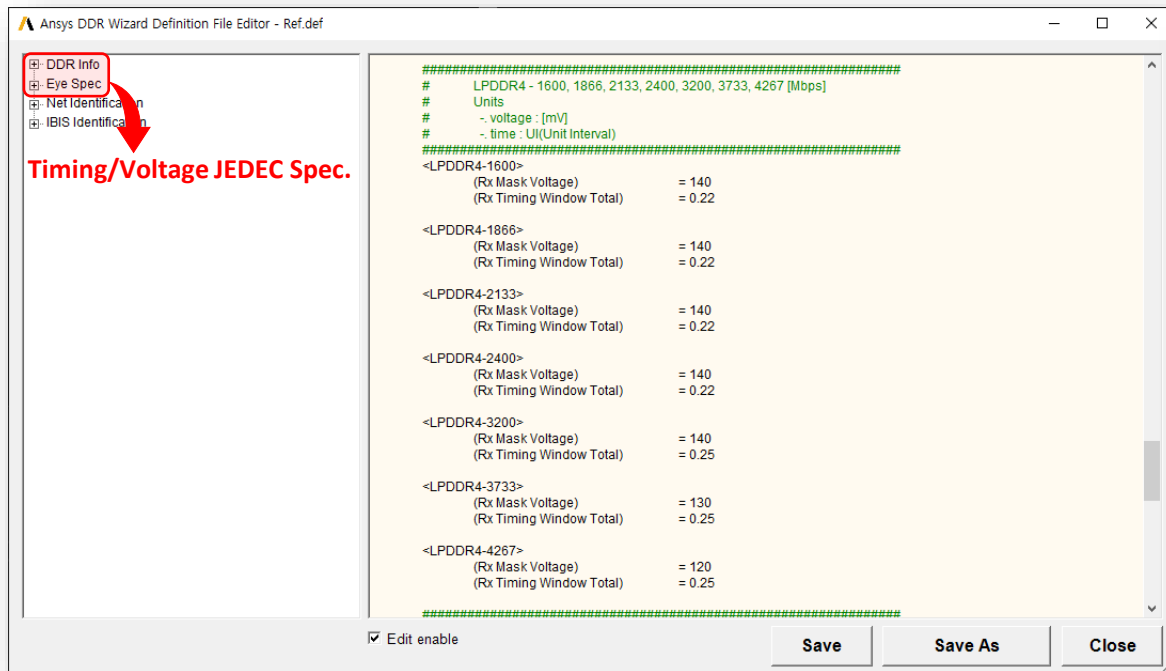 Ansys DDR Wizard Definition File Editor - Ref.def
DDR Info
Eye Spec
Net Identification
IBIS Identification
Timing/Voltage JEDEC Spec.
###############################################################
# LPDDR4 - 1600, 1866, 2133, 2400, 3200, 3733, 4267 [Mbps]
# Units
# -. voltage : [mV]
# -. time : UI(Unit Interval)
###############################################################
<LPDDR4-1600>
(Rx Mask Voltage) = 140
(Rx Timing Window Total) = 0.22
<LPDDR4-1866>
(Rx Mask Voltage) = 140
(Rx Timing Window Total) = 0.22
<LPDDR4-2133>
(Rx Mask Voltage) = 140
(Rx Timing Window Total) = 0.22
<LPDDR4-2400>
(Rx Mask Voltage) = 140
(Rx Timing Window Total) = 0.22
<LPDDR4-3200>
(Rx Mask Voltage) = 140
(Rx Timing Window Total) = 0.25
<LPDDR4-3733>
(Rx Mask Voltage) = 130
(Rx Timing Window Total) = 0.25
<LPDDR4-4267>
(Rx Mask Voltage) = 120
(Rx Timing Window Total) = 0.25
###############################################################
Edit enable
Save
Save As
Close